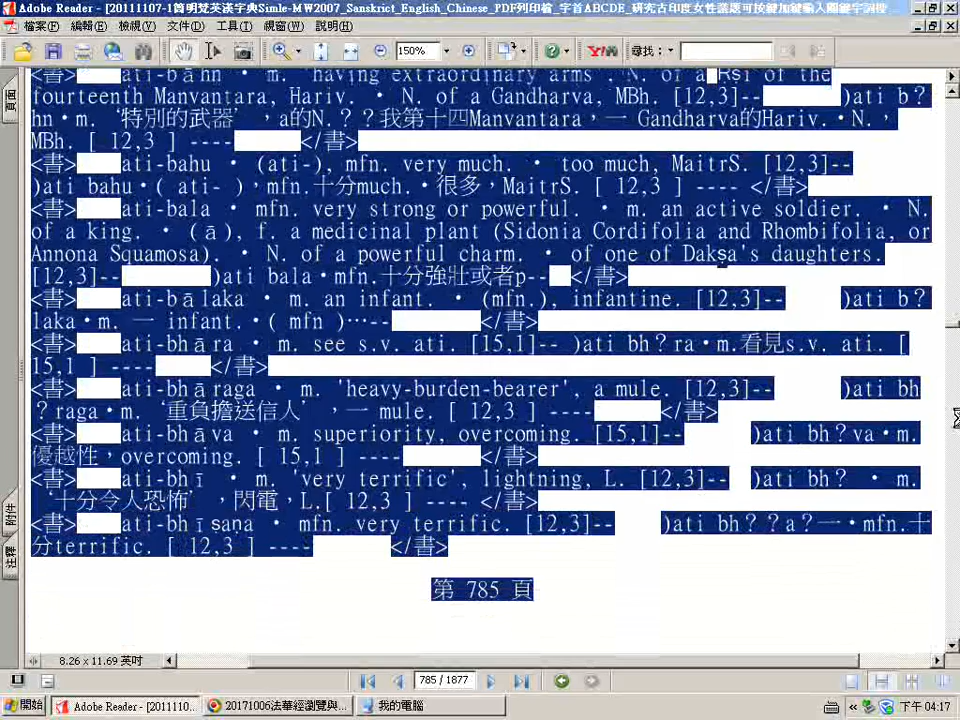 Adobe Reader - [20111107-1簡明梵英漢字典Simle-MW2007_Sanskrict_English_Chinese_PDF列印檔_字首ABCDE_研究古印度女性議題可按加鍵輸入關鍵字詞搜
檔案(F) 編輯(E) 檢視(V) 文件(D) 工具(T) 視窗(W) 說明(H)
150% Y! 尋找：
頁面
附件
註釋
<書> ati-bāhn · m. 'having extraordinary arms'. N. of a Ṛṣi of the
fourteenth Manvantara, Hariv. · N. of a Gandharva, MBh. [12,3]-- )ati b?
hn·m.‘特別的武器’，a的N.??我第十四Manvantara，一 Gandharva的Hariv.·N.，
MBh. [ 12,3 ] ---- </書>
<書> ati-bahu · (ati-), mfn. very much. · too much, MaitrS. [12,3]--
)ati bahu·( ati- )，mfn.十分much.·很多，MaitrS. [ 12,3 ] ---- </書>
<書> ati-bala · mfn. very strong or powerful. · m. an active soldier. · N.
of a king. · (ā), f. a medicinal plant (Sidonia Cordifolia and Rhombifolia, or
Annona Squamosa). · N. of a powerful charm. · of one of Dakṣa's daughters.
[12,3]-- )ati bala·mfn.十分強壯或者p-- </書>
<書> ati-bālaka · m. an infant. · (mfn.), infantine. [12,3]-- )ati b?
laka·m. 一 infant.·( mfn )…-- </書>
<書> ati-bhāra · m. see s.v. ati. [15,1]-- )ati bh?ra·m.看見s.v. ati. [
15,1 ] ---- </書>
<書> ati-bhāraga · m. 'heavy-burden-bearer', a mule. [12,3]-- )ati bh
?raga·m.‘重負擔送信人’，一 mule. [ 12,3 ] ---- </書>
<書> ati-bhāva · m. superiority, overcoming. [15,1]-- )ati bh?va·m.
優越性，overcoming. [ 15,1 ] ---- </書>
<書> ati-bhī · m. 'very terrific', lightning, L. [12,3]-- )ati bh? · m.
‘十分令人恐怖’，閃電，L.[ 12,3 ] ---- </書>
<書> ati-bhīṣaṇa · mfn. very terrific. [12,3]-- )ati bh??a?一·mfn.十
分terrific. [ 12,3 ] ---- </書>
第 785 頁
8.26 x 11.69 英吋
785 / 1877
開始 Adobe Reader - [2011110... 20171006法華經瀏覽與... 我的電腦 下午 04:17